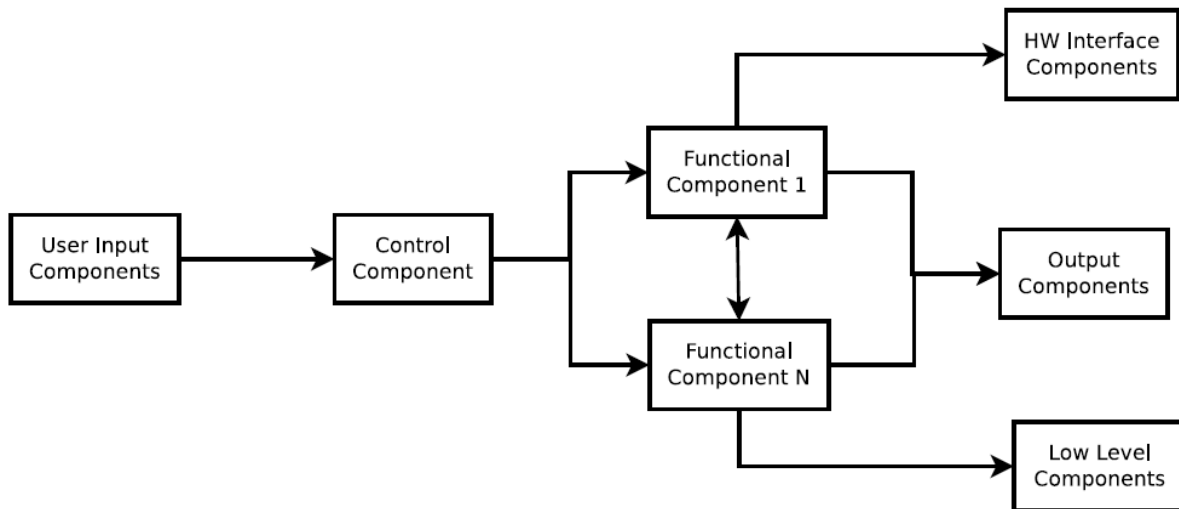 HW Interface
Components
Functional
Component 1
User Input
Components
Control
Component
Output
Components
Functional
Component N
Low Level
Components